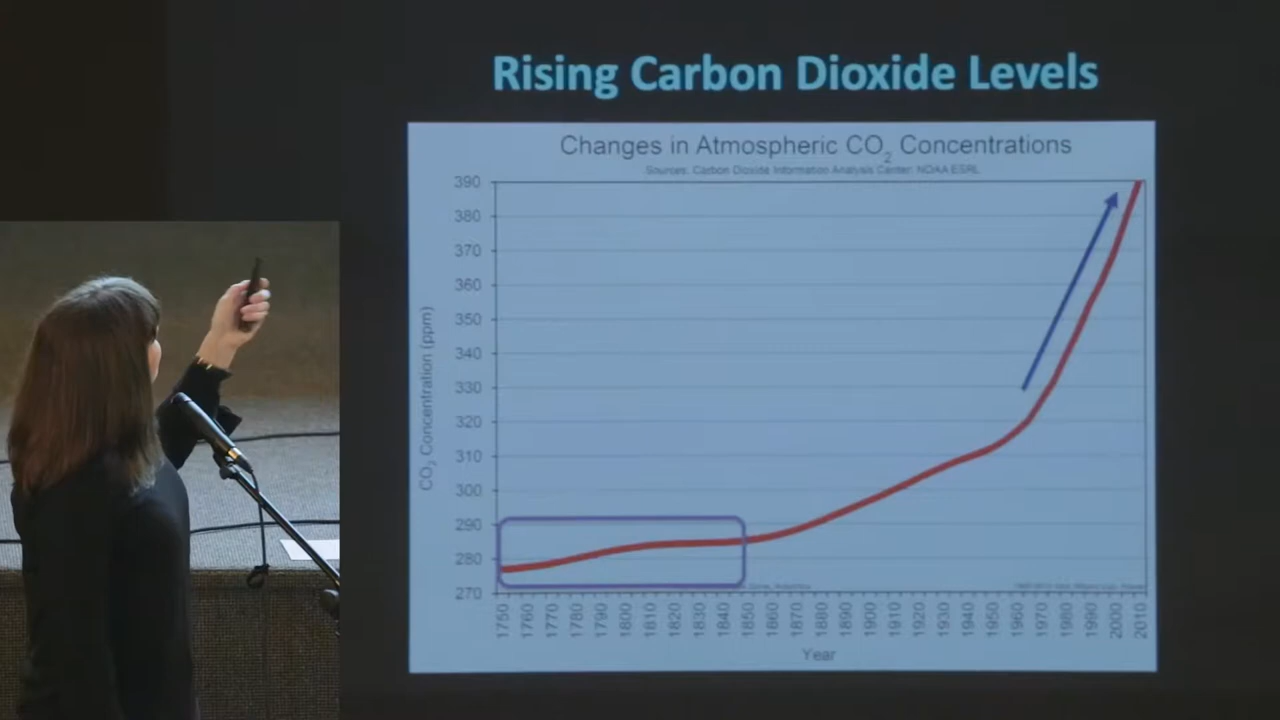 Rising Carbon Dioxide Levels
Changes in Atmospheric CO₂ Concentrations
Sources: Carbon Dioxide Information Analysis Center: NOAA ESRL
390
380
370
360
350
340
330
320
310
300
290
280
270
CO₂ Concentration (ppm)
1750 1760 1770 1780 1790 1800 1810 1820 1830 1840 1850 1860 1870 1880 1890 1900 1910 1920 1930 1940 1950 1960 1970 1980 1990 2000 2010
Year